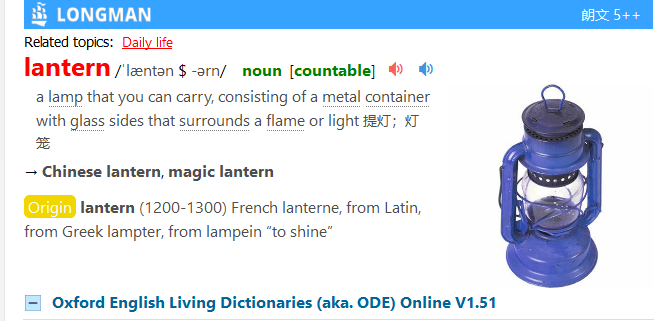 LONGMAN 朗文 5++
Related topics: Daily life
lantern /ˈlæntən $ -ərn/ noun [countable]
a lamp that you can carry, consisting of a metal container
with glass sides that surrounds a flame or light 提灯；灯
笼
→ Chinese lantern, magic lantern
Origin lantern (1200-1300) French lanterne, from Latin,
from Greek lampter, from lampein “to shine”
Oxford English Living Dictionaries (aka. ODE) Online V1.51